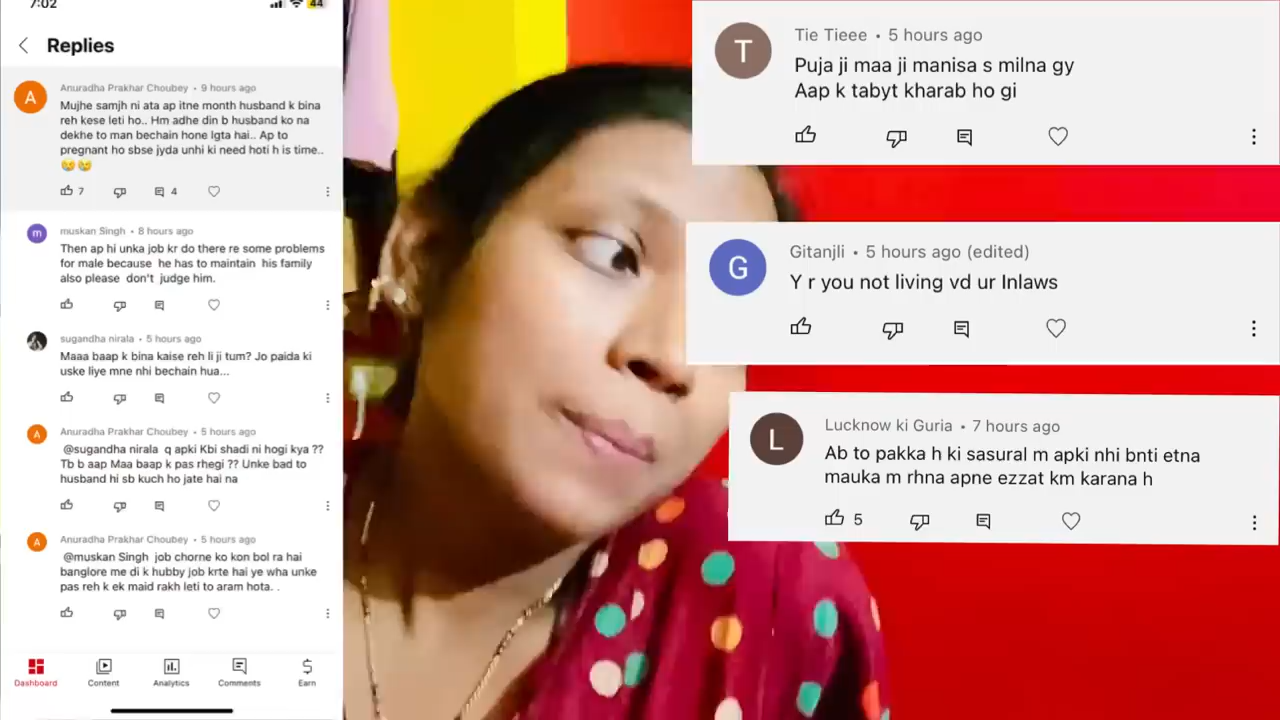 7:02
44
Replies
A
Anuradha Prakhar Choubey • 9 hours ago
Mujhe samjh ni ata ap itne month husband k bina
reh kese leti ho.. Hm adhe din b husband ko na
dekhe to man bechain hone lgta hai.. Ap to
pregnant ho sbse jyda unhi ki need hoti h is time..
😢😢
7
4
m
muskan Singh • 8 hours ago
Then ap hi unka job kr do there re some problems
for male because he has to maintain his family
also please don't judge him.
sugandha nirala • 5 hours ago
Maaa baap k bina kaise reh li ji tum? Jo paida ki
uske liye mne nhi bechain hua...
A
Anuradha Prakhar Choubey • 5 hours ago
@sugandha nirala q apki Kbi shadi ni hogi kya ??
Tb b aap Maa baap k pas rhegi ?? Unke bad to
husband hi sb kuch ho jate hai na
A
Anuradha Prakhar Choubey • 5 hours ago
@muskan Singh job chorne ko kon bol ra hai
banglore me di k hubby job krte hai ye wha unke
pas reh k ek maid rakh leti to aram hota. .
Dashboard
Content
Analytics
Comments
Earn
T
Tie Tieee • 5 hours ago
Puja ji maa ji manisa s milna gy
Aap k tabyt kharab ho gi
G
Gitanjli • 5 hours ago (edited)
Y r you not living vd ur Inlaws
L
Lucknow ki Guria • 7 hours ago
Ab to pakka h ki sasural m apki nhi bnti etna
mauka m rhna apne ezzat km karana h
5